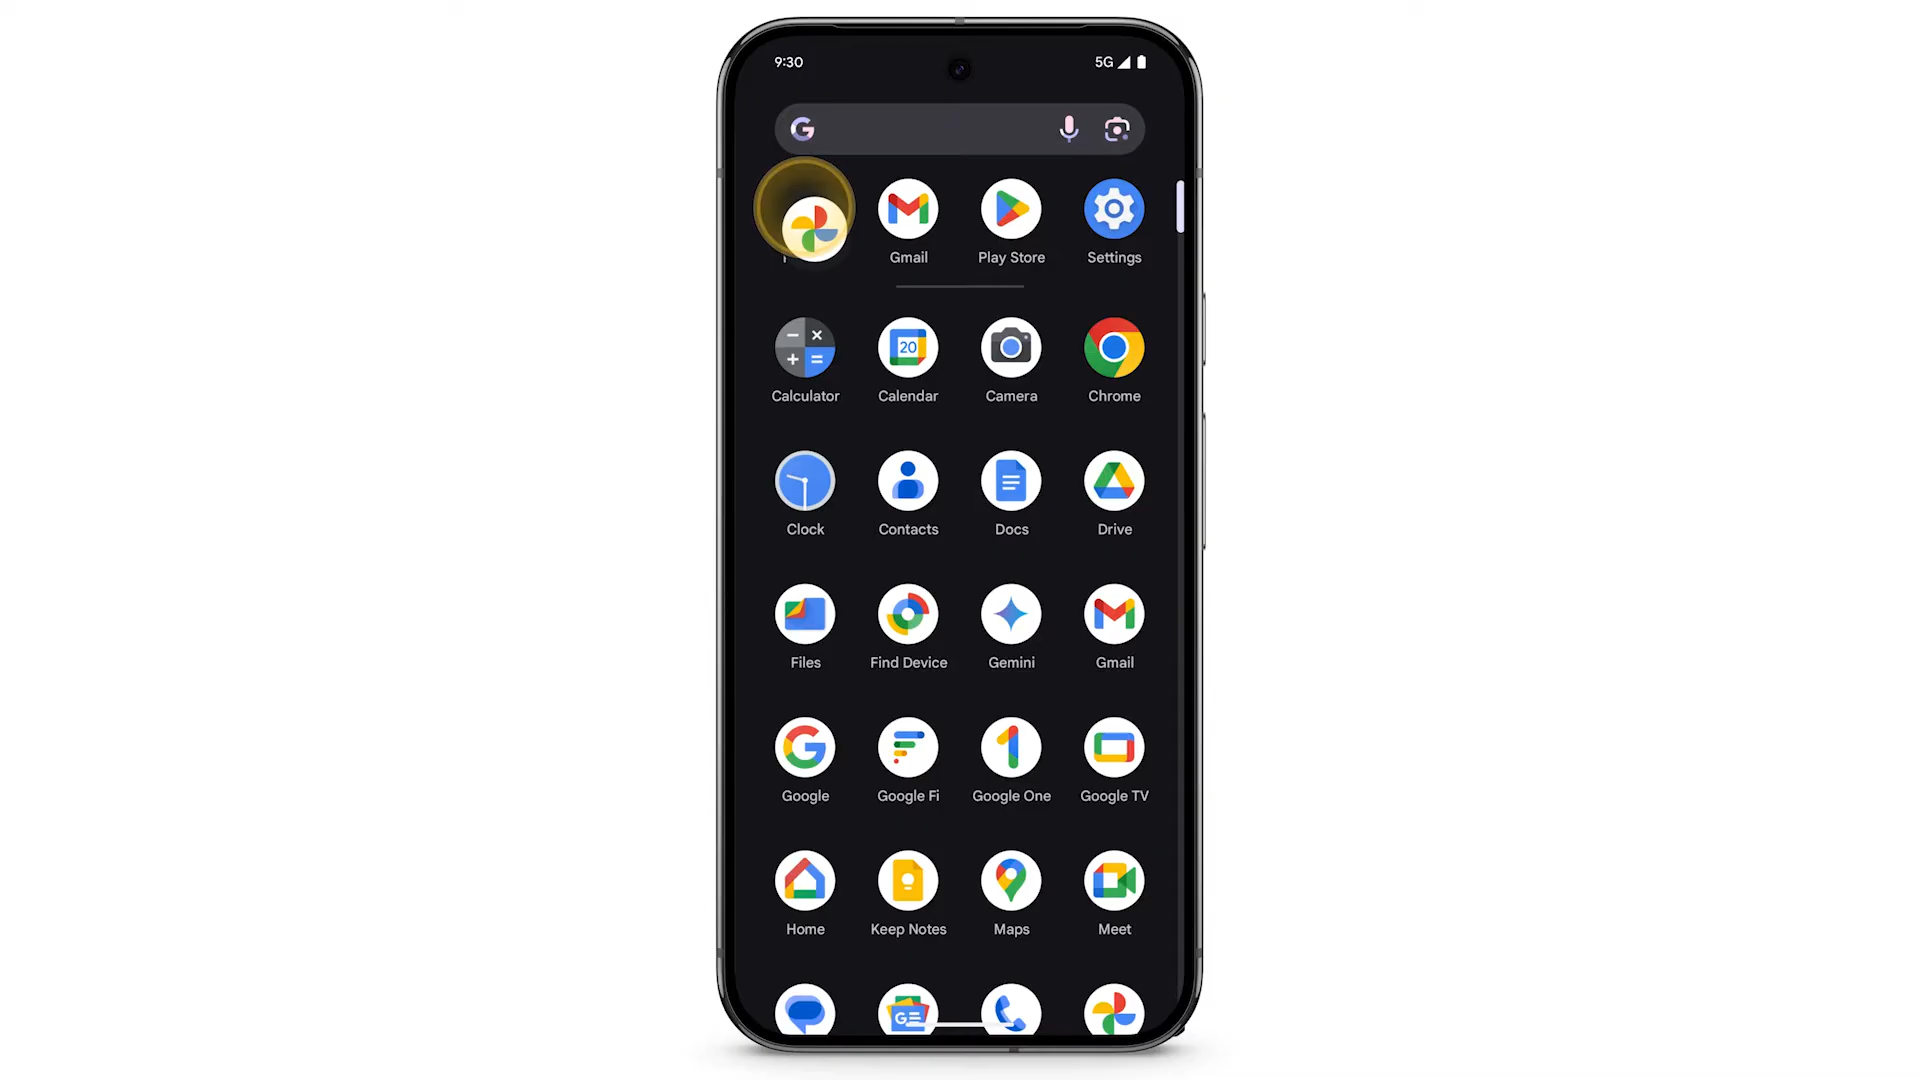 9:30 5G
Gmail Play Store Settings
Calculator Calendar Camera Chrome
20
Clock Contacts Docs Drive
Files Find Device Gemini Gmail
Google Google Fi Google One Google TV
Home Keep Notes Maps Meet